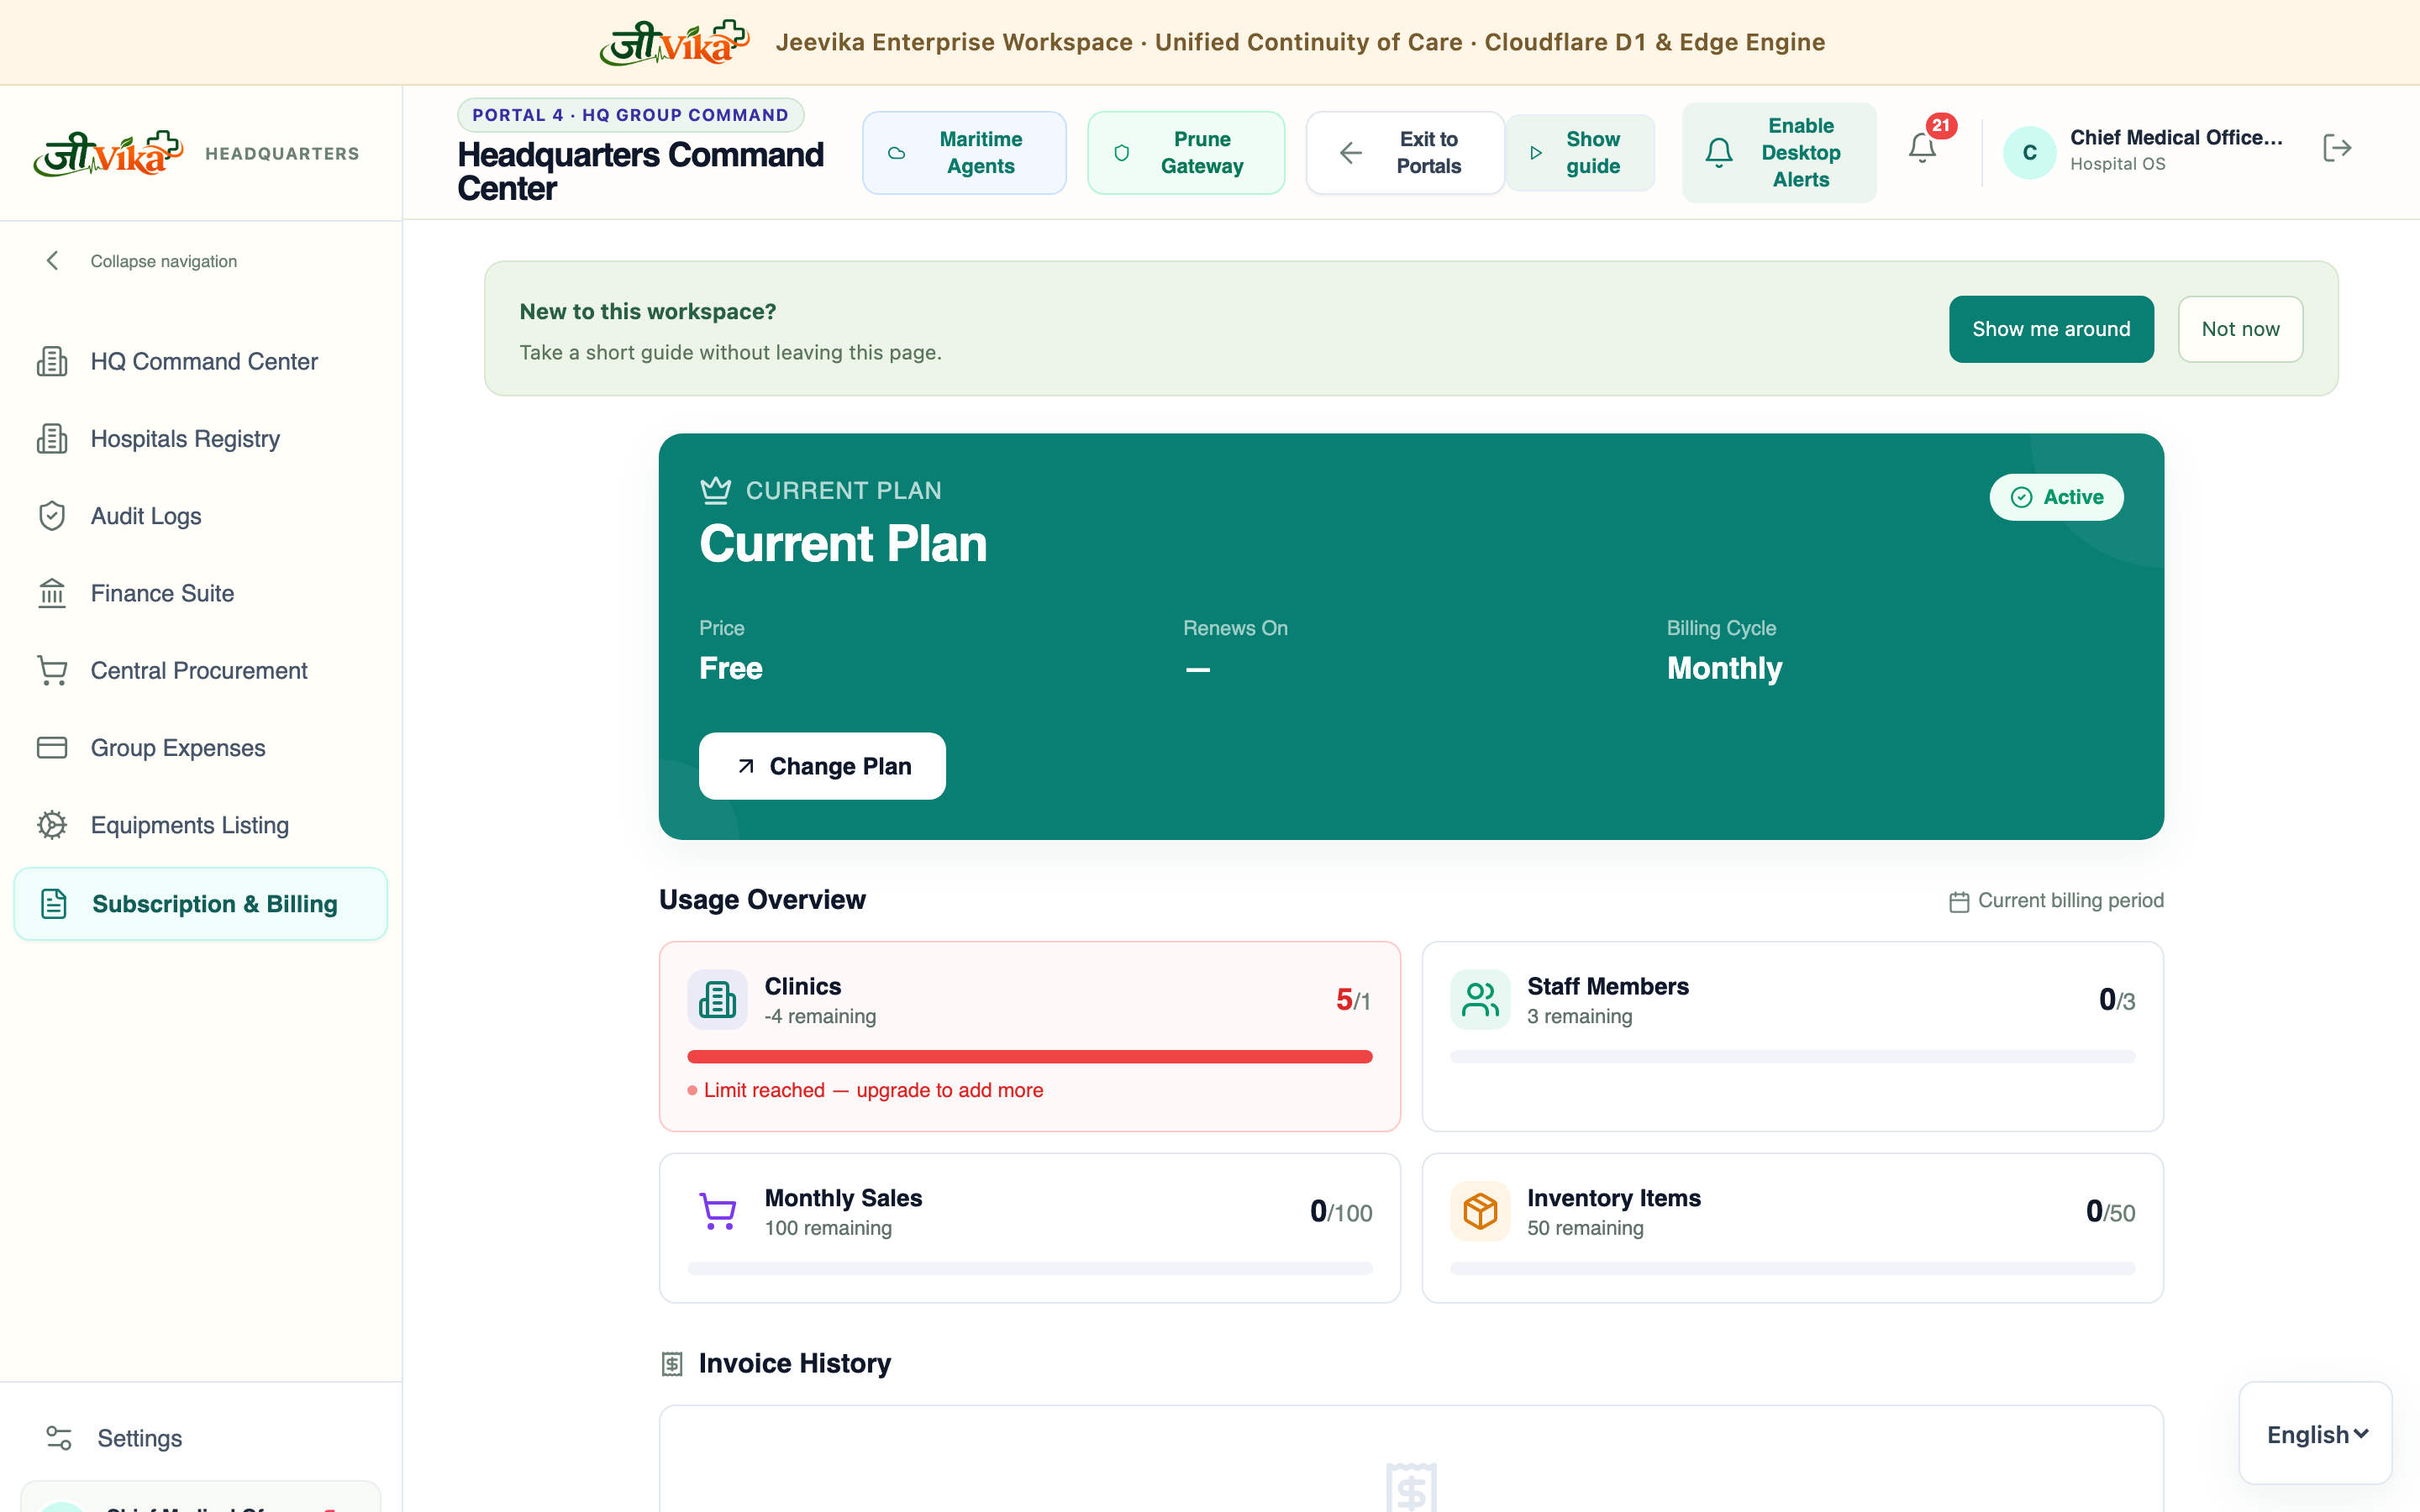 जीvika Jeevika Enterprise Workspace · Unified Continuity of Care · Cloudflare D1 & Edge Engine
जीvika HEADQUARTERS
PORTAL 4 · HQ GROUP COMMAND
Headquarters Command
Center
Maritime
Agents
Prune
Gateway
Exit to
Portals
Show
guide
Enable
Desktop
Alerts
21
C
Chief Medical Office...
Hospital OS
Collapse navigation
HQ Command Center
Hospitals Registry
Audit Logs
Finance Suite
Central Procurement
Group Expenses
Equipments Listing
Subscription & Billing
Settings
New to this workspace?
Take a short guide without leaving this page.
Show me around
Not now
CURRENT PLAN
Active
Current Plan
Price
Free
Renews On
—
Billing Cycle
Monthly
Change Plan
Usage Overview
Current billing period
Clinics
-4 remaining
5/1
Limit reached — upgrade to add more
Staff Members
3 remaining
0/3
Monthly Sales
100 remaining
0/100
Inventory Items
50 remaining
0/50
Invoice History
English